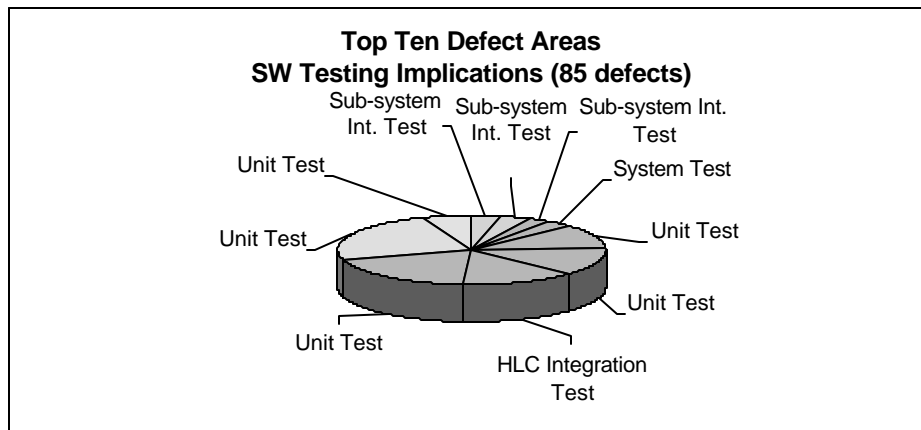 Top Ten Defect Areas
SW Testing Implications (85 defects)
Sub-system
Int. Test
Sub-system
Int. Test
Sub-system Int.
Test
Unit Test
System Test
Unit Test
Unit Test
Unit Test
Unit Test
HLC Integration
Test